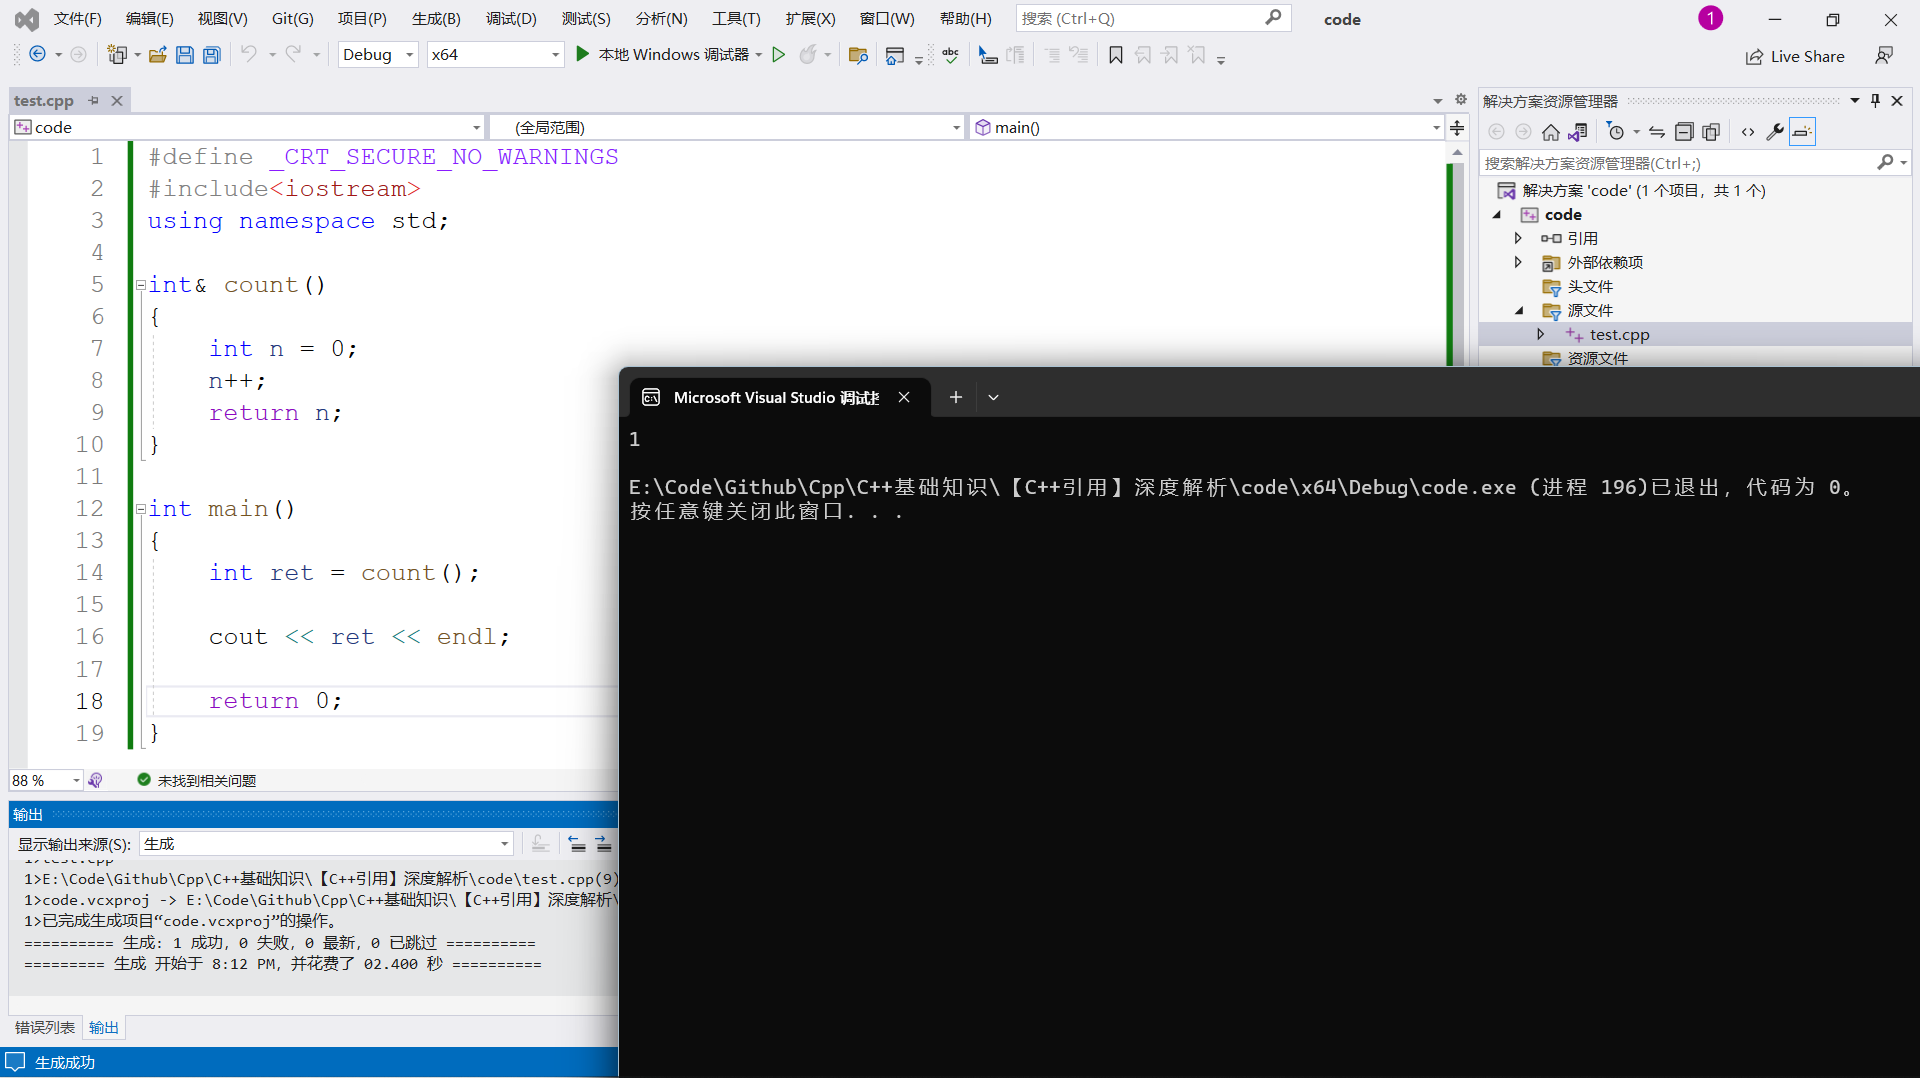 文件(F) 编辑(E) 视图(V) Git(G) 项目(P) 生成(B) 调试(D) 测试(S) 分析(N) 工具(T) 扩展(X) 窗口(W) 帮助(H) 搜索 (Ctrl+Q) code 1
Debug x64 本地 Windows 调试器 abc Live Share
test.cpp
code (全局范围) main()
1 #define _CRT_SECURE_NO_WARNINGS
2 #include<iostream>
3 using namespace std;
4
5 int& count()
6 {
7 int n = 0;
8 n++;
9 return n;
10 }
11
12 int main()
13 {
14 int ret = count();
15
16 cout << ret << endl;
17
18 return 0;
19 }
88 % 未找到相关问题
输出
显示输出来源(S): 生成
1>test.cpp
1>E:\Code\Github\Cpp\C++基础知识\【C++引用】深度解析\code\test.cpp(9)
1>code.vcxproj -> E:\Code\Github\Cpp\C++基础知识\【C++引用】深度解析\
1>已完成生成项目“code.vcxproj”的操作。
========== 生成: 1 成功，0 失败，0 最新，0 已跳过 ==========
========= 生成 开始于 8:12 PM，并花费了 02.400 秒 ==========
错误列表 输出
生成成功
解决方案资源管理器
搜索解决方案资源管理器(Ctrl+;)
解决方案 'code' (1 个项目，共 1 个)
code
引用
外部依赖项
头文件
源文件
test.cpp
资源文件
Microsoft Visual Studio 调试
1
E:\Code\Github\Cpp\C++基础知识\【C++引用】深度解析\code\x64\Debug\code.exe (进程 196)已退出，代码为 0。
按任意键关闭此窗口. . .